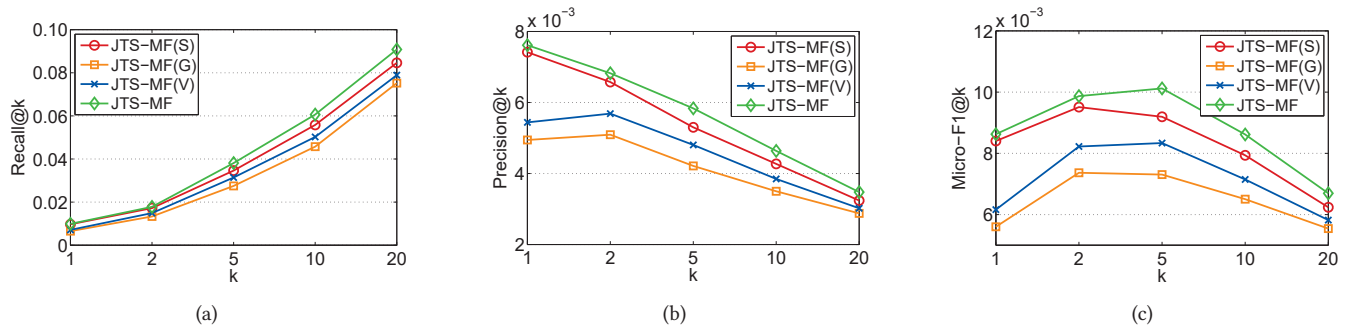 Recall@k
0.10
0.08
0.06
0.04
0.02
0
JTS−MF(S)
JTS−MF(G)
JTS−MF(V)
JTS−MF
1 2 5 10 20
k
(a)
x 10−3
Precision@k
8
6
4
2
JTS−MF(S)
JTS−MF(G)
JTS−MF(V)
JTS−MF
1 2 5 10 20
k
(b)
x 10−3
Micro−F1@k
12
10
8
6
JTS−MF(S)
JTS−MF(G)
JTS−MF(V)
JTS−MF
1 2 5 10 20
k
(c)